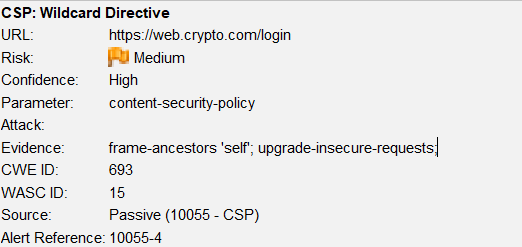 CSP: Wildcard Directive
URL: https://web.crypto.com/login
Risk: Medium
Confidence: High
Parameter: content-security-policy
Attack:
Evidence: frame-ancestors 'self'; upgrade-insecure-requests;
CWE ID: 693
WASC ID: 15
Source: Passive (10055 - CSP)
Alert Reference: 10055-4